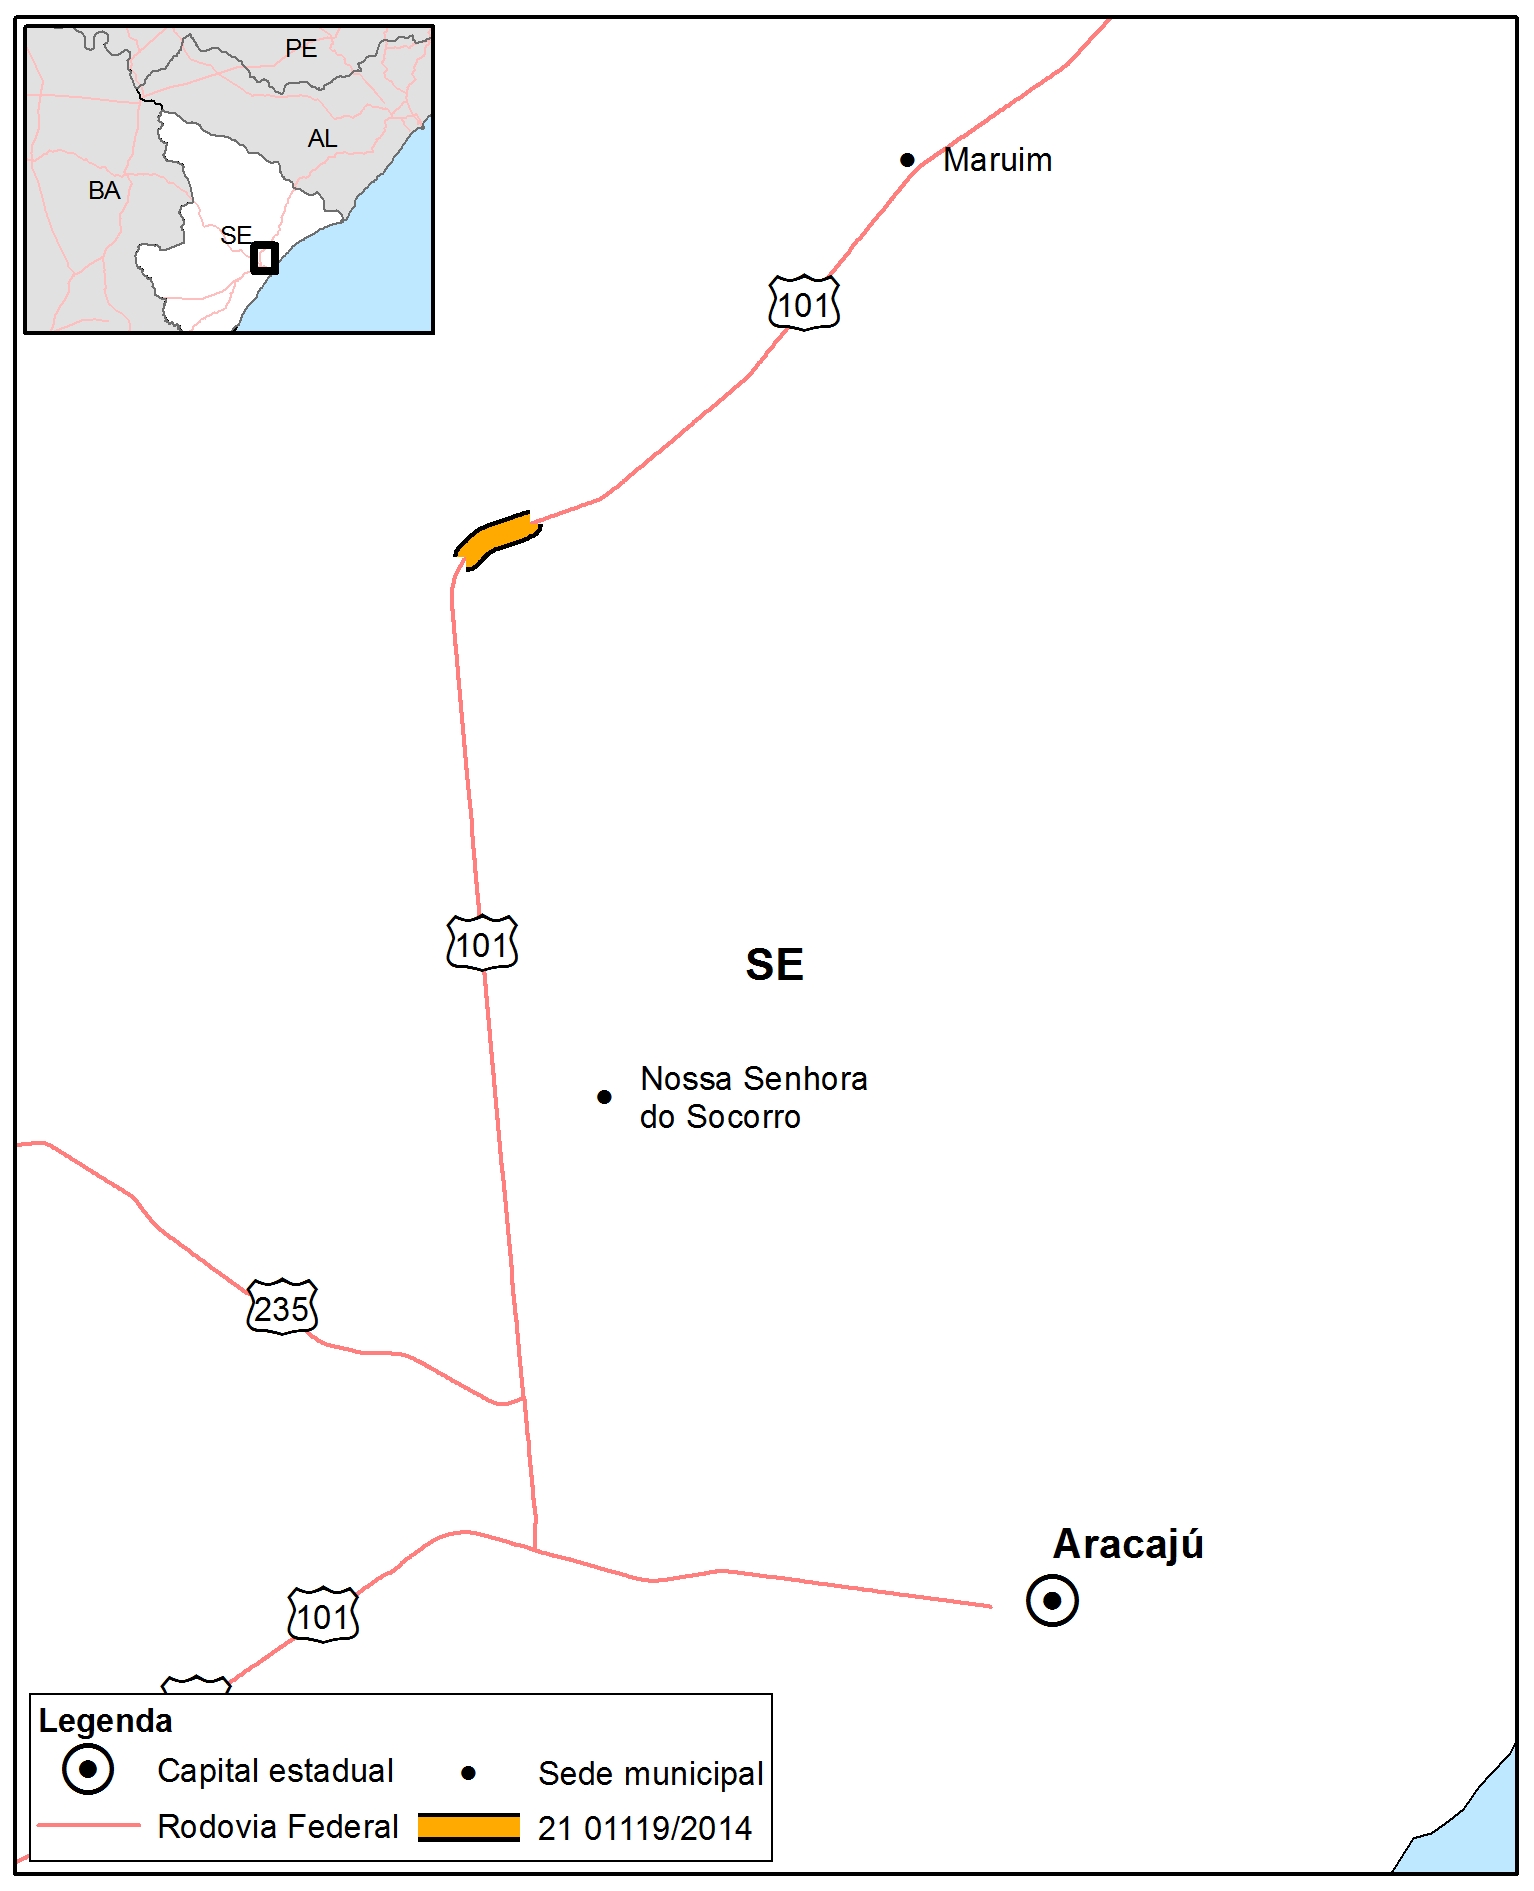 PE
AL
BA
SE
Maruim
101
101
SE
Nossa Senhora
do Socorro
235
Aracajú
101
Legenda
Capital estadual
Sede municipal
Rodovia Federal
21 01119/2014